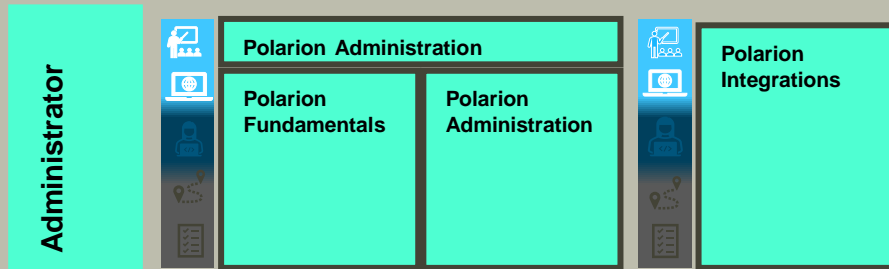 Administrator
Polarion Administration
Polarion
Fundamentals
Polarion
Administration
Polarion
Integrations